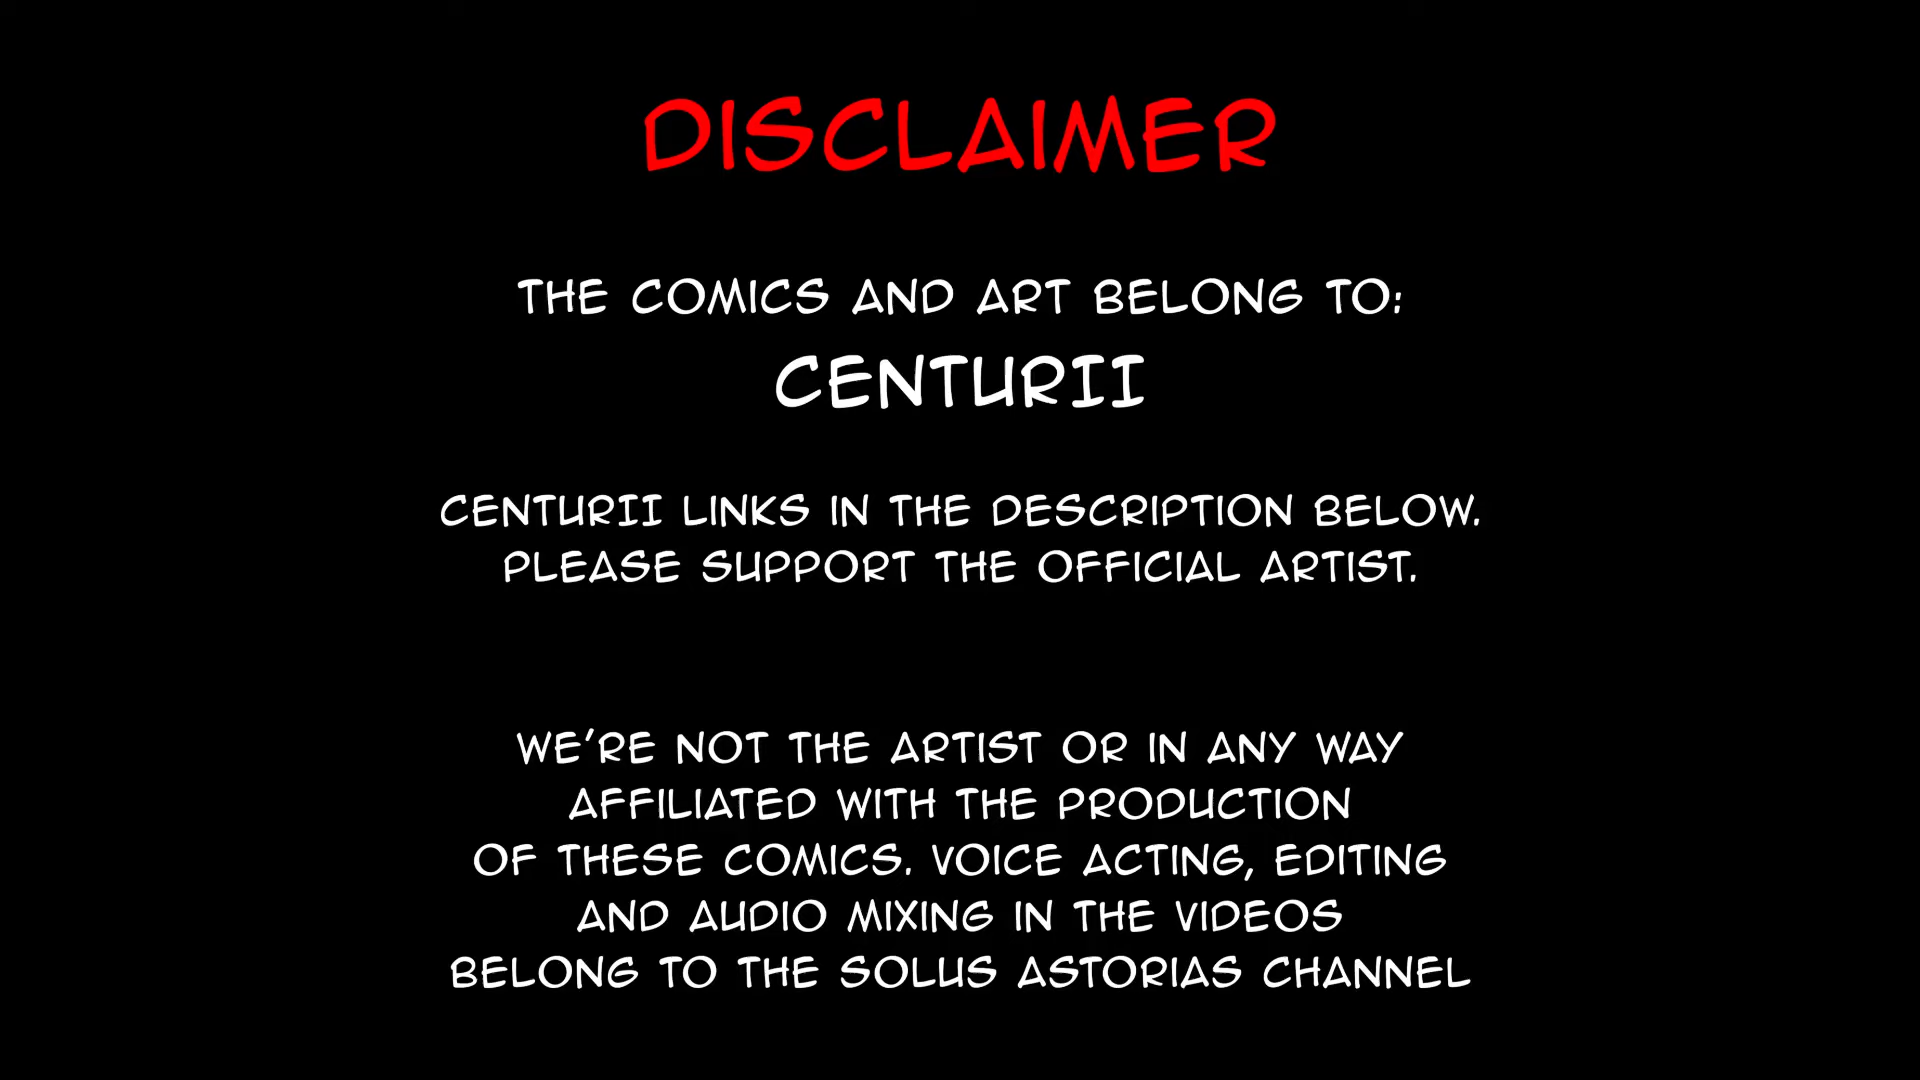 DISCLAIMER
THE COMICS AND ART BELONG TO:
CENTURII
CENTURII LINKS IN THE DESCRIPTION BELOW.
PLEASE SUPPORT THE OFFICIAL ARTIST.
WE'RE NOT THE ARTIST OR IN ANY WAY
AFFILIATED WITH THE PRODUCTION
OF THESE COMICS. VOICE ACTING, EDITING
AND AUDIO MIXING IN THE VIDEOS
BELONG TO THE SOLUS ASTORIAS CHANNEL